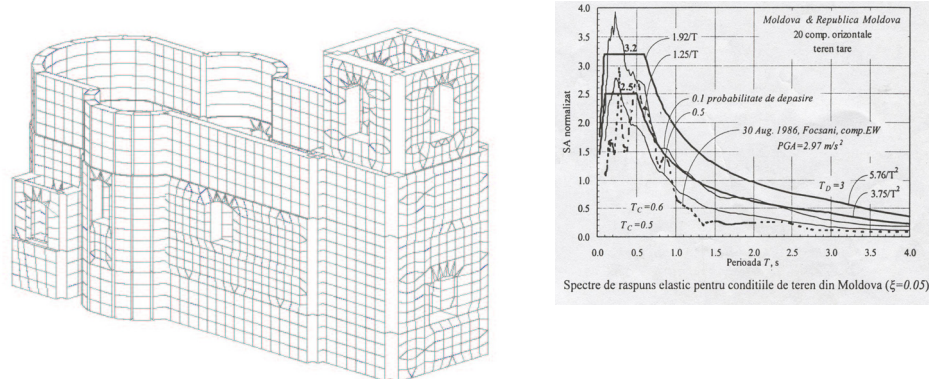 Moldova & Republica Moldova
20 comp. orizontale
teren tare
4.0
3.5
3.0
2.5
2.0
1.5
1.0
0.5
0.0
SA normalizat
3.2
2.5
1.92/T
1.25/T
0.1 probabilitate de depasire
0.5
30 Aug. 1986, Focsani, comp.EW
PGA=2.97 m/s²
T_D=3
5.76/T²
3.75/T²
T_C=0.6
T_C=0.5
0.0 0.5 1.0 1.5 2.0 2.5 3.0 3.5 4.0
Perioada T, s
Spectre de raspuns elastic pentru conditiile de teren din Moldova (ξ=0.05)